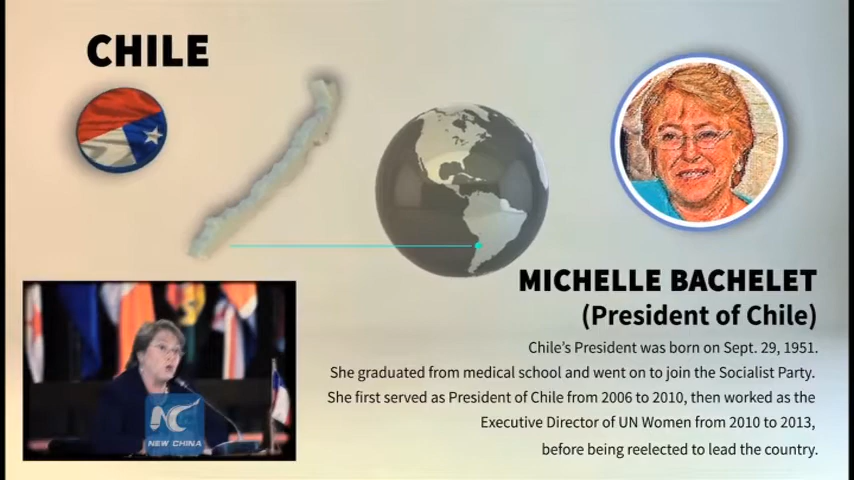 CHILE
MICHELLE BACHELET
(President of Chile)
Chile's President was born on Sept. 29, 1951.
She graduated from medical school and went on to join the Socialist Party.
She first served as President of Chile from 2006 to 2010, then worked as the
Executive Director of UN Women from 2010 to 2013,
before being reelected to lead the country.
NC
NEW CHINA